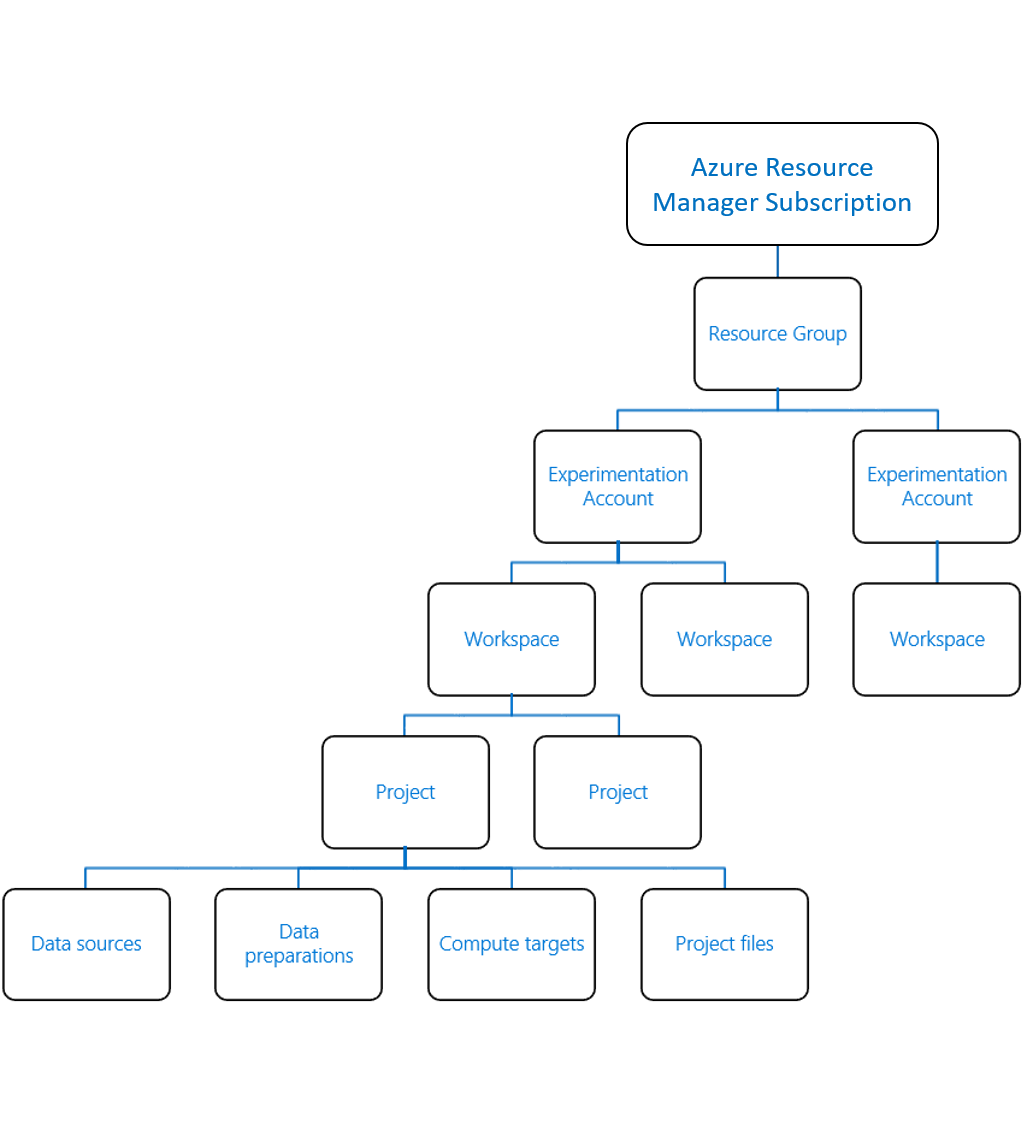 Azure Resource
Manager Subscription
Resource Group
Experimentation
Account
Experimentation
Account
Workspace
Workspace
Workspace
Project
Project
Data sources
Data
preparations
Compute targets
Project files